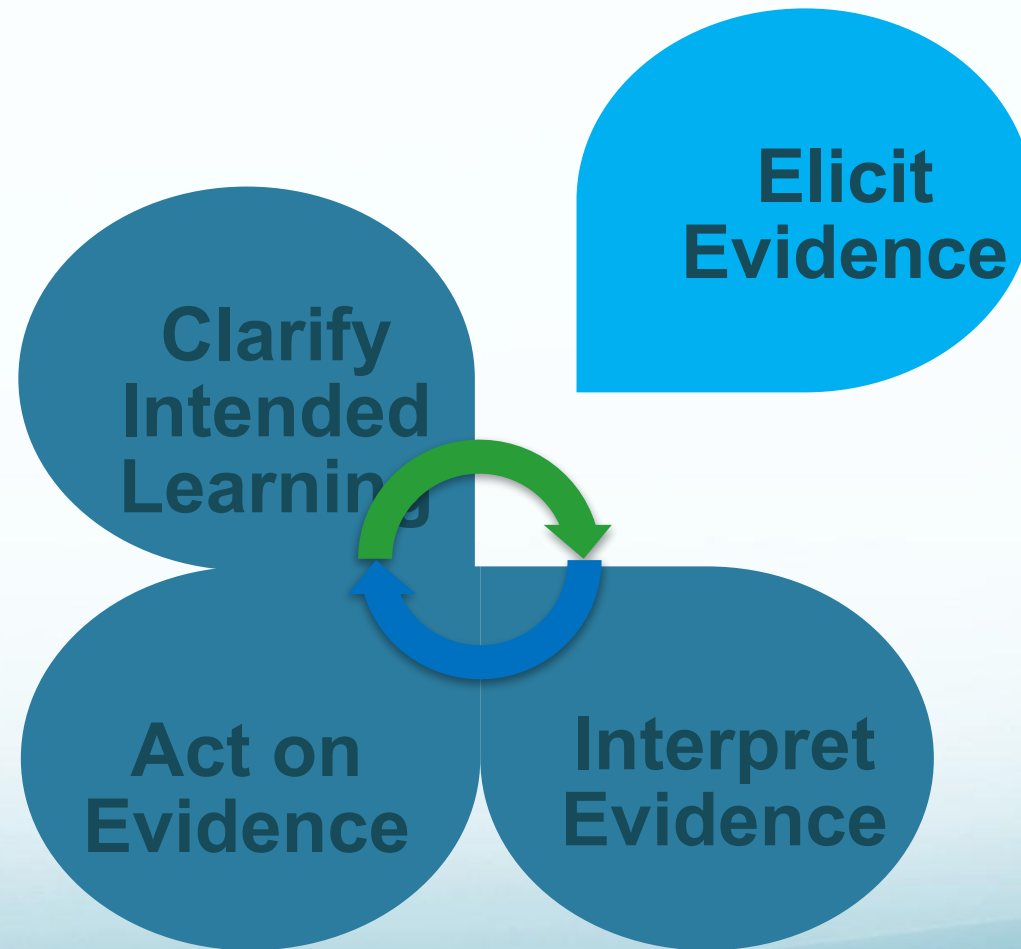 Elicit
Evidence
Clarify
Intended
Learning
Act on
Evidence
Interpret
Evidence